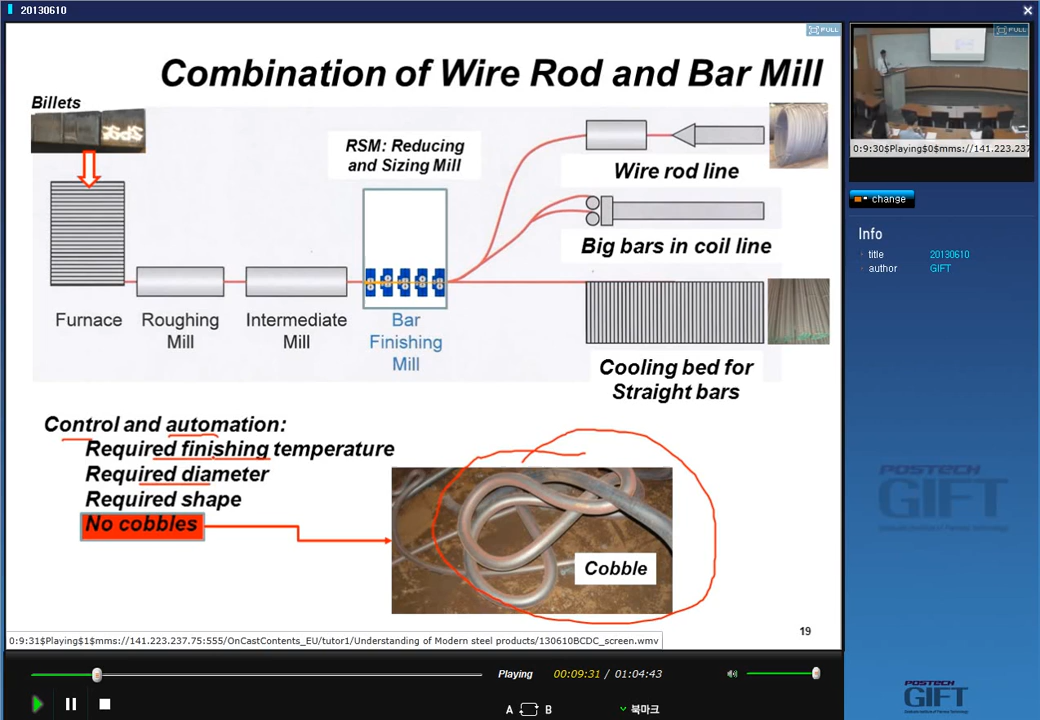 20130610
FULL
Combination of Wire Rod and Bar Mill
Billets
RSM: Reducing
and Sizing Mill
Wire rod line
Big bars in coil line
Furnace
Roughing
Mill
Intermediate
Mill
Bar
Finishing
Mill
Cooling bed for
Straight bars
Control and automation:
Required finishing temperature
Required diameter
Required shape
No cobbles
Cobble
19
0:9:31$Playing$1$mms://141.223.237.75:555/OnCastContents_EU/tutor1/Understanding of Modern steel products/130610BCDC_screen.wmv
Playing
00:09:31 / 01:04:43
A B
북마크
FULL
0:9:30$Playing$0$mms://141.223.237
change
Info
title 20130610
author GIFT
POSTECH
GIFT
POSTECH
GIFT